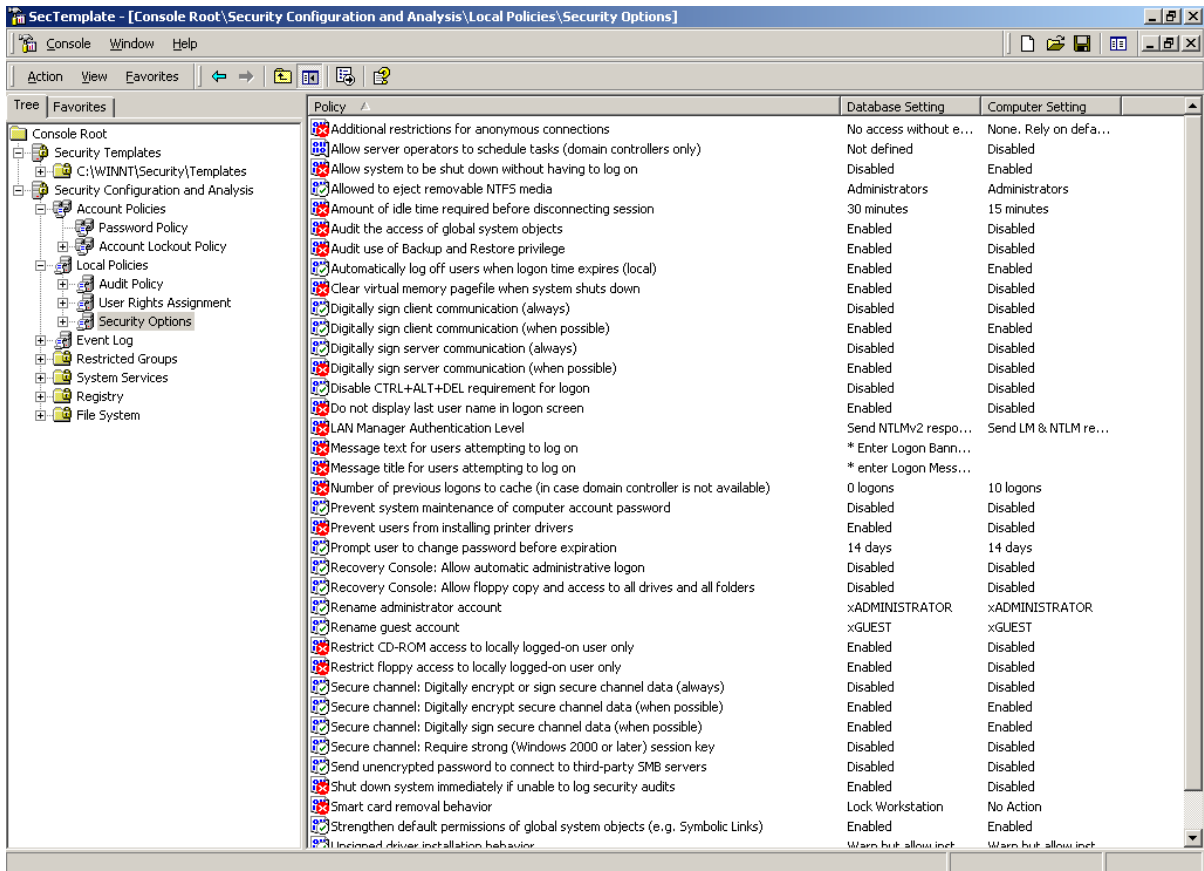 SecTemplate - [Console Root\Security Configuration and Analysis\Local Policies\Security Options]
Console Window Help
Action View Favorites
Tree Favorites
Console Root
Security Templates
C:\WINNT\Security\Templates
Security Configuration and Analysis
Account Policies
Password Policy
Account Lockout Policy
Local Policies
Audit Policy
User Rights Assignment
Security Options
Event Log
Restricted Groups
System Services
Registry
File System
Policy Database Setting Computer Setting
Additional restrictions for anonymous connections No access without e... None. Rely on defa...
Allow server operators to schedule tasks (domain controllers only) Not defined Disabled
Allow system to be shut down without having to log on Disabled Enabled
Allowed to eject removable NTFS media Administrators Administrators
Amount of idle time required before disconnecting session 30 minutes 15 minutes
Audit the access of global system objects Enabled Disabled
Audit use of Backup and Restore privilege Enabled Disabled
Automatically log off users when logon time expires (local) Enabled Enabled
Clear virtual memory pagefile when system shuts down Enabled Disabled
Digitally sign client communication (always) Disabled Disabled
Digitally sign client communication (when possible) Enabled Enabled
Digitally sign server communication (always) Disabled Disabled
Digitally sign server communication (when possible) Enabled Disabled
Disable CTRL+ALT+DEL requirement for logon Disabled Disabled
Do not display last user name in logon screen Enabled Disabled
LAN Manager Authentication Level Send NTLMv2 respo... Send LM & NTLM re...
Message text for users attempting to log on * Enter Logon Bann...
Message title for users attempting to log on * enter Logon Mess...
Number of previous logons to cache (in case domain controller is not available) 0 logons 10 logons
Prevent system maintenance of computer account password Disabled Disabled
Prevent users from installing printer drivers Enabled Disabled
Prompt user to change password before expiration 14 days 14 days
Recovery Console: Allow automatic administrative logon Disabled Disabled
Recovery Console: Allow floppy copy and access to all drives and all folders Disabled Disabled
Rename administrator account xADMINISTRATOR xADMINISTRATOR
Rename guest account xGUEST xGUEST
Restrict CD-ROM access to locally logged-on user only Enabled Disabled
Restrict floppy access to locally logged-on user only Enabled Disabled
Secure channel: Digitally encrypt or sign secure channel data (always) Disabled Disabled
Secure channel: Digitally encrypt secure channel data (when possible) Enabled Enabled
Secure channel: Digitally sign secure channel data (when possible) Enabled Enabled
Secure channel: Require strong (Windows 2000 or later) session key Disabled Disabled
Send unencrypted password to connect to third-party SMB servers Disabled Disabled
Shut down system immediately if unable to log security audits Enabled Disabled
Smart card removal behavior Lock Workstation No Action
Strengthen default permissions of global system objects (e.g. Symbolic Links) Enabled Enabled
Unsigned driver installation behavior Warn but allow inst... Warn but allow inst...